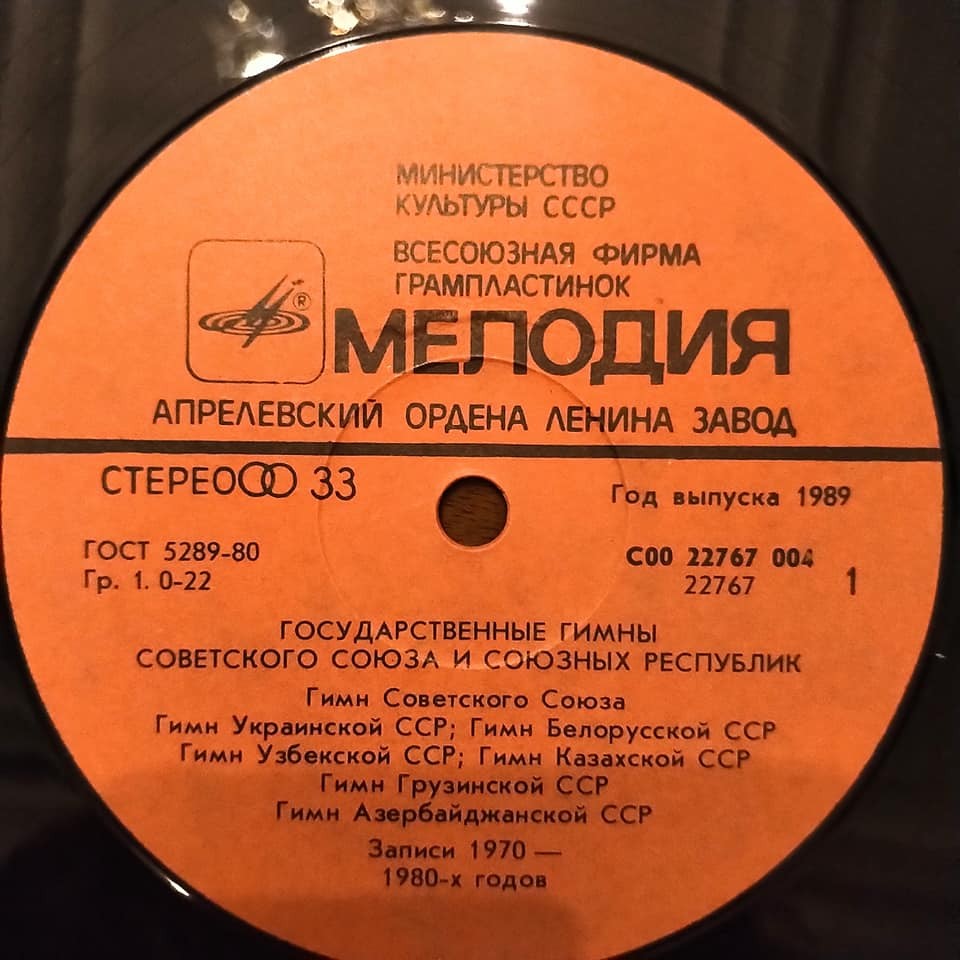 МИНИСТЕРСТВО
КУЛЬТУРЫ СССР
ВСЕСОЮЗНАЯ ФИРМА
ГРАМПЛАСТИНОК
®
МЕЛОДИЯ
АПРЕЛЕВСКИЙ ОРДЕНА ЛЕНИНА ЗАВОД
СТЕРЕО 33
Год выпуска 1989
ГОСТ 5289-80
Гр. 1. 0-22
С00 22767 004
22767
1
ГОСУДАРСТВЕННЫЕ ГИМНЫ
СОВЕТСКОГО СОЮЗА И СОЮЗНЫХ РЕСПУБЛИК
Гимн Советского Союза
Гимн Украинской ССР; Гимн Белорусской ССР
Гимн Узбекской ССР; Гимн Казахской ССР
Гимн Грузинской ССР
Гимн Азербайджанской ССР
Записи 1970 —
1980-х годов